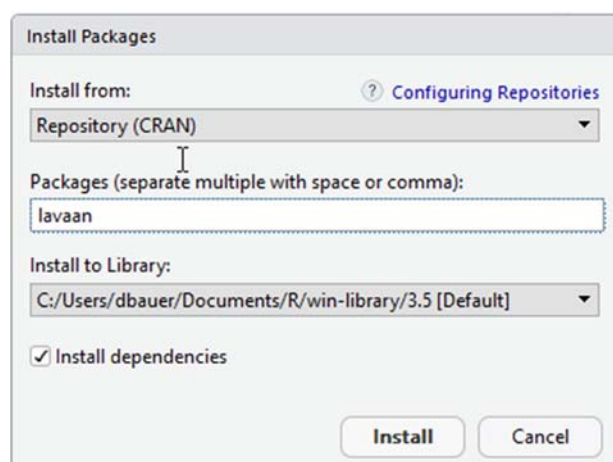 Install Packages
Install from:
? Configuring Repositories
Repository (CRAN)
Packages (separate multiple with space or comma):
lavaan
Install to Library:
C:/Users/dbauer/Documents/R/win-library/3.5 [Default]
Install dependencies
Install
Cancel